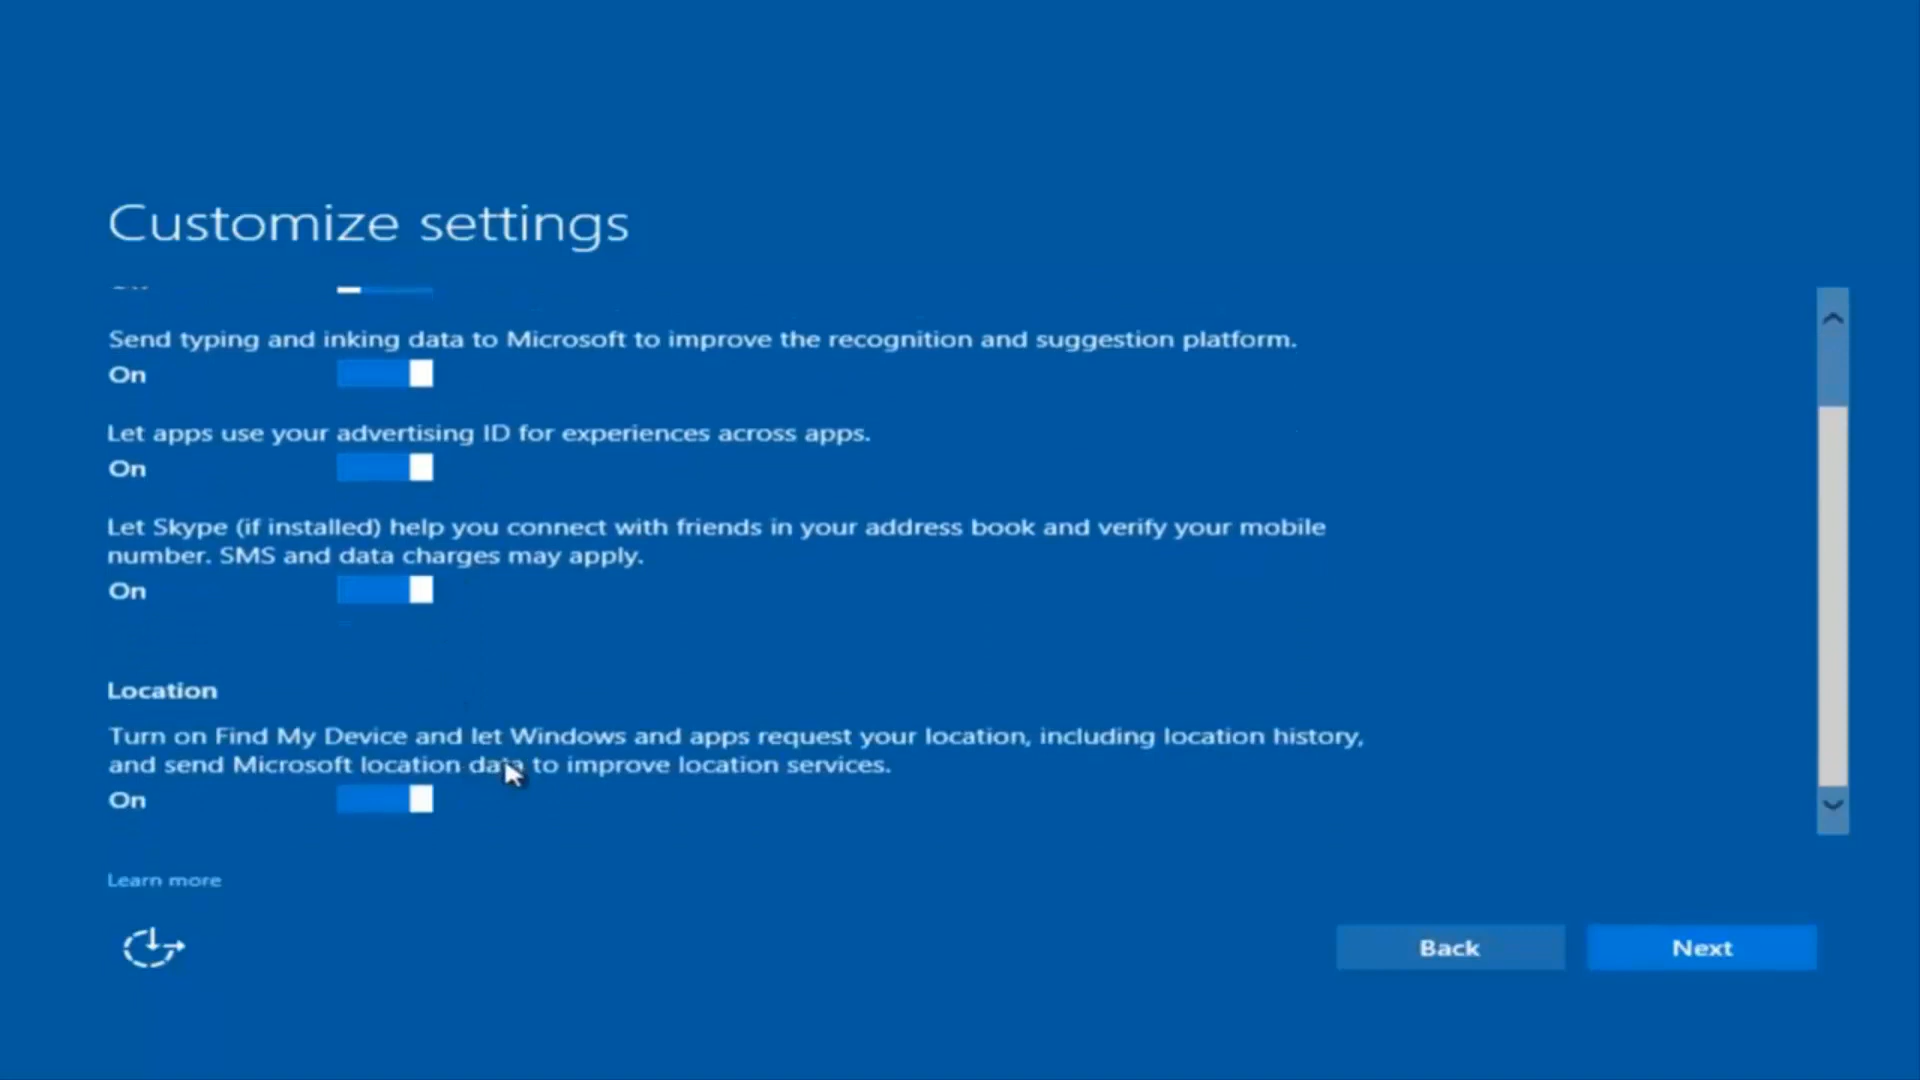 Customize settings
Send typing and inking data to Microsoft to improve the recognition and suggestion platform.
On
Let apps use your advertising ID for experiences across apps.
On
Let Skype (if installed) help you connect with friends in your address book and verify your mobile
number. SMS and data charges may apply.
On
Location
Turn on Find My Device and let Windows and apps request your location, including location history,
and send Microsoft location data to improve location services.
On
Learn more
Back
Next